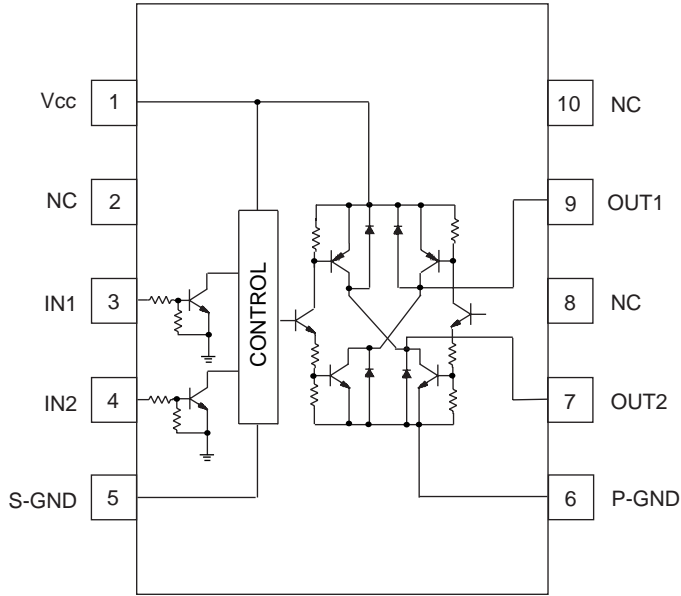 Vcc 1
NC 2
IN1 3
IN2 4
S-GND 5
CONTROL
10 NC
9 OUT1
8 NC
7 OUT2
6 P-GND